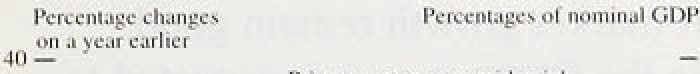 Percentage changes
on a year earlier
Percentages of nominal GDP
40